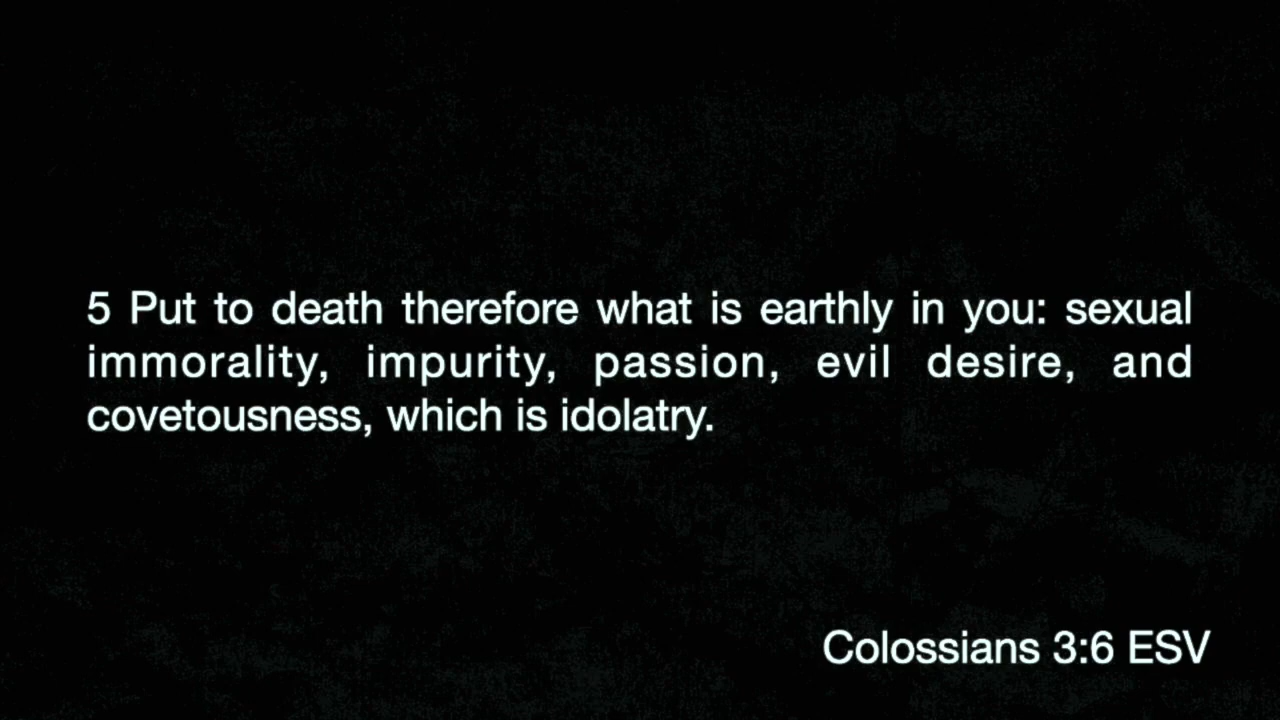 5 Put to death therefore what is earthly in you: sexual
immorality, impurity, passion, evil desire, and
covetousness, which is idolatry.
Colossians 3:6 ESV